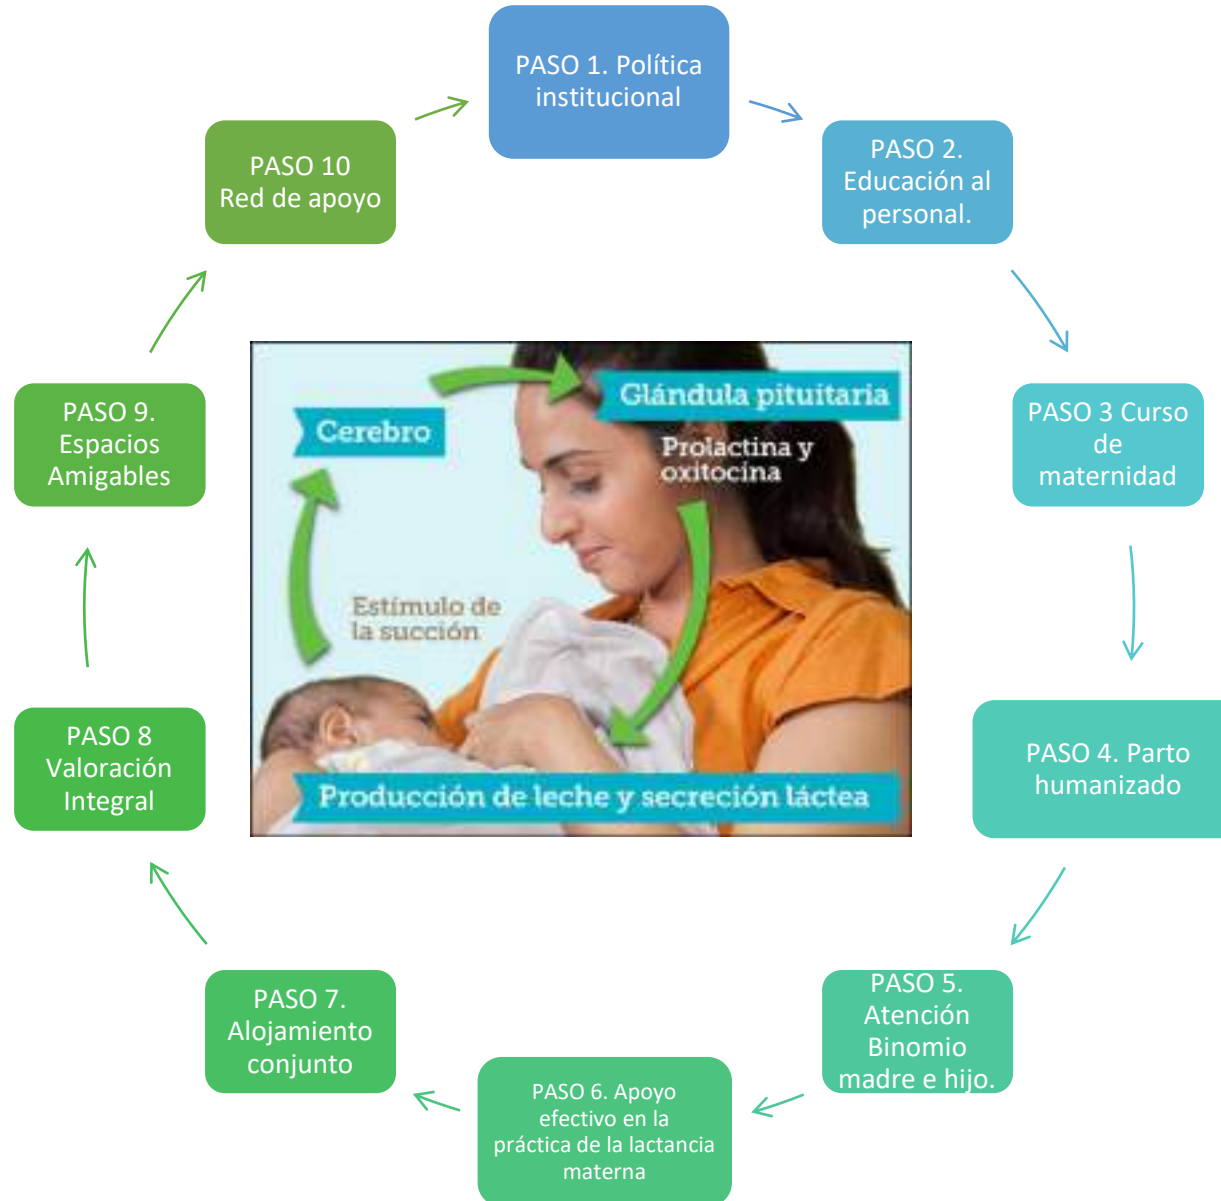 PASO 1. Política
institucional
PASO 2.
Educación al
personal.
PASO 3 Curso
de
maternidad
PASO 4. Parto
humanizado
PASO 5.
Atención
Binomio
madre e hijo.
PASO 6. Apoyo
efectivo en la
práctica de la lactancia
materna
PASO 7.
Alojamiento
conjunto
PASO 8
Valoración
Integral
PASO 9.
Espacios
Amigables
PASO 10
Red de apoyo
Cerebro
Glándula pituitaria
Prolactina y
oxitocina
Estímulo de
la succión
Producción de leche y secreción láctea